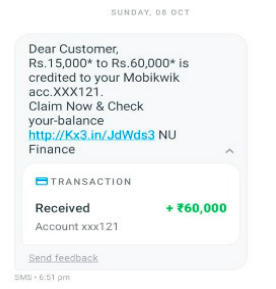 SUNDAY, 08 OCT
Dear Customer,
Rs.15,000* to Rs.60,000* is
credited to your Mobikwik
acc.XXX121.
Claim Now & Check
your-balance
http://Kx3.in/JdWds3 NU
Finance
TRANSACTION
Received + ₹60,000
Account xxx121
Send feedback
SMS • 6:51 pm